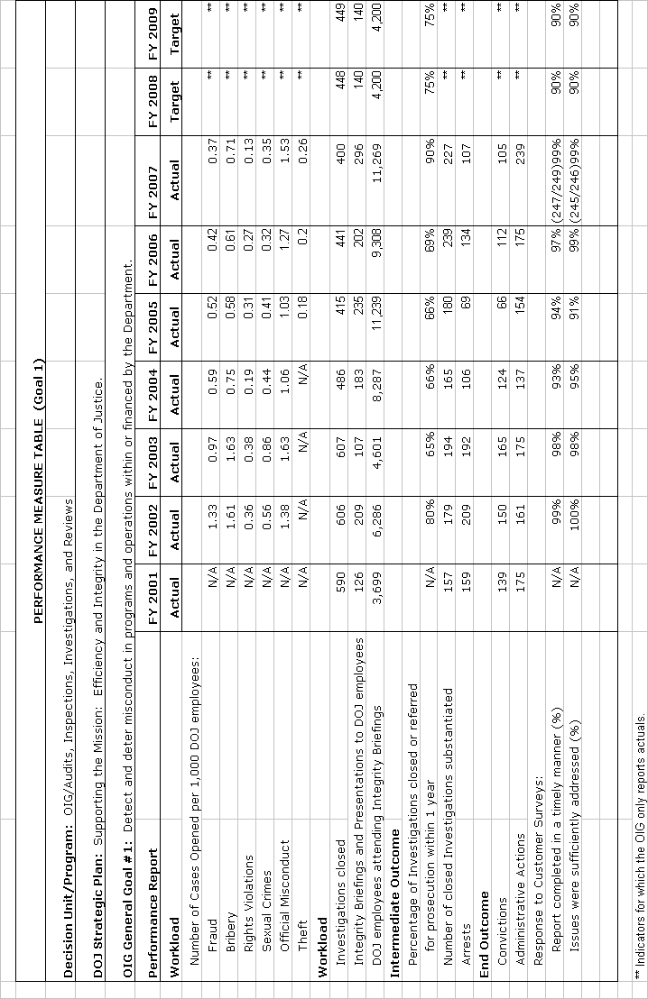 PERFORMANCE MEASURE TABLE (Goal 1)
Decision Unit/Program: OIG/Audits, Inspections, Investigations, and Reviews
DOJ Strategic Plan: Supporting the Mission: Efficiency and Integrity in the Department of Justice.
OIG General Goal #1: Detect and deter misconduct in programs and operations within or financed by the Department.
Performance Report FY 2001 FY 2002 FY 2003 FY 2004 FY 2005 FY 2006 FY 2007 FY 2008 FY 2009
Workload Actual Actual Actual Actual Actual Actual Actual Target Target
Number of Cases Opened per 1,000 DOJ employees:
Fraud N/A 1.33 0.97 0.59 0.52 0.42 0.37 ** **
Bribery N/A 1.61 1.63 0.75 0.58 0.61 0.71 ** **
Rights Violations N/A 0.36 0.38 0.19 0.31 0.27 0.13 ** **
Sexual Crimes N/A 0.56 0.86 0.44 0.41 0.32 0.35 ** **
Official Misconduct N/A 1.38 1.63 1.06 1.03 1.27 1.53 ** **
Theft N/A N/A N/A N/A 0.18 0.2 0.26 ** **
Workload
Investigations closed 590 606 607 486 415 441 400 448 449
Integrity Briefings and Presentations to DOJ employees 126 209 107 183 235 202 296 140 140
DOJ employees attending Integrity Briefings 3,699 6,286 4,601 8,287 11,239 9,308 11,269 4,200 4,200
Intermediate Outcome
Percentage of Investigations closed or referred
for prosecution within 1 year N/A 80% 65% 66% 66% 69% 90% 75% 75%
Number of closed Investigations substantiated 157 179 194 165 180 239 227 ** **
Arrests 159 209 192 106 69 134 107 ** **
End Outcome
Convictions 139 150 165 124 66 112 105 ** **
Administrative Actions 175 161 175 137 154 175 239 ** **
Response to Customer Surveys:
Report completed in a timely manner (%) N/A 99% 98% 93% 94% 97% (247/249)99% 90% 90%
Issues were sufficiently addressed (%) N/A 100% 98% 95% 91% 99% (245/246)99% 90% 90%
** Indicators for which the OIG only reports actuals.